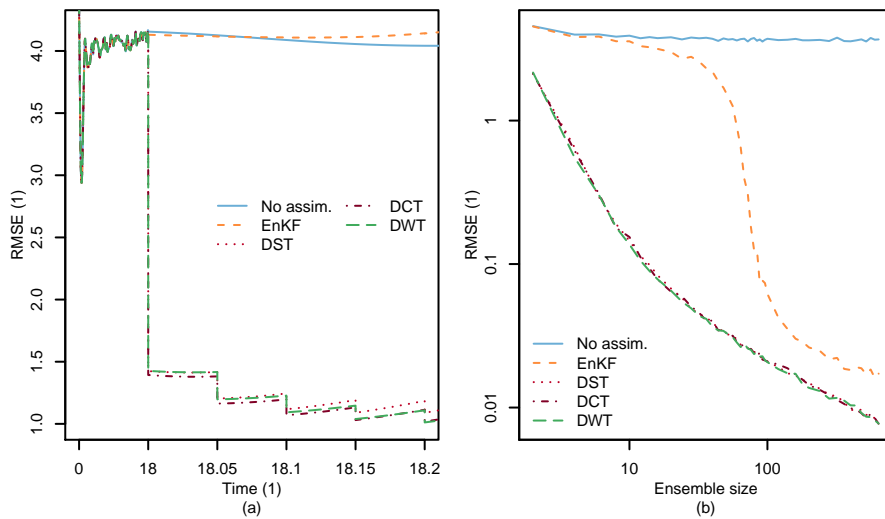 4.0
3.5
3.0
2.5
2.0
1.5
1.0
RMSE (1)
No assim.
EnKF
DST
DCT
DWT
0
18
18.05
18.1
18.15
18.2
Time (1)
(a)
1
0.1
0.01
RMSE (1)
No assim.
EnKF
DST
DCT
DWT
10
100
Ensemble size
(b)